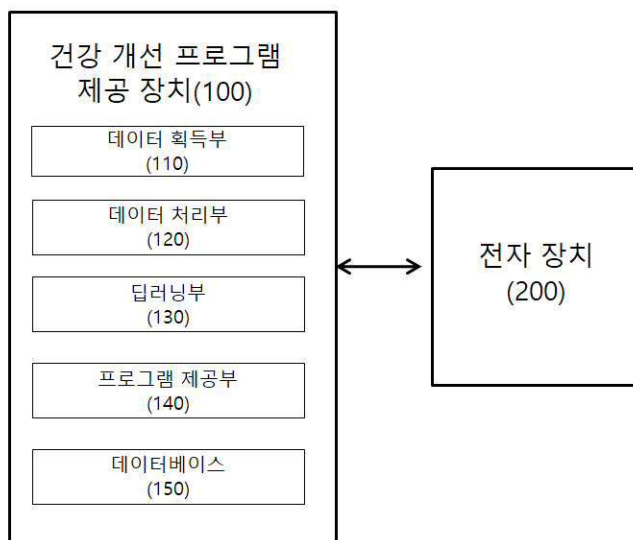 건강 개선 프로그램
제공 장치(100)
데이터 획득부
(110)
데이터 처리부
(120)
딥러닝부
(130)
프로그램 제공부
(140)
데이터베이스
(150)
전자 장치
(200)